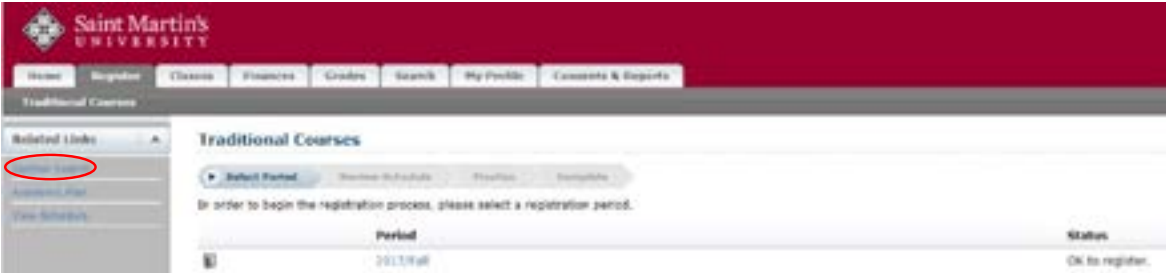 Saint Martin's
UNIVERSITY
Home Register Classes Finances Grades Search My Profile Consents & Reports
Traditional Courses
Related Links
Traditional Courses
Section Search
Select Period Review Schedule Finalize Complete
Academic Plan
In order to begin the registration process, please select a registration period.
View Schedule
Period Status
2017/Fall OK to register.